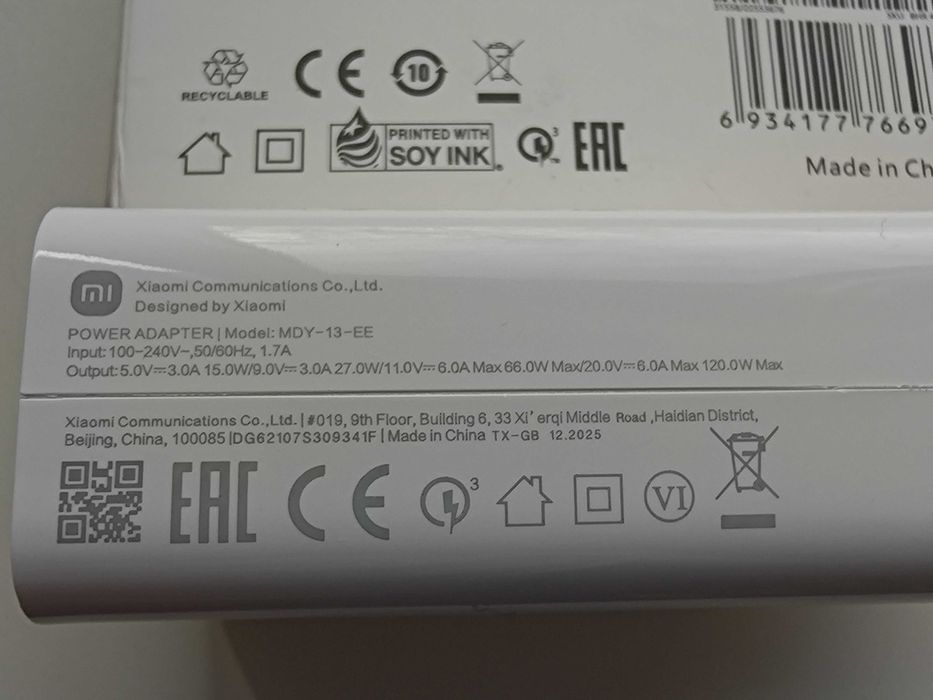 RECYCLABLE
CE
10
PRINTED WITH
SOY INK
3
EAC
6 934177 7669
Made in
mi
Xiaomi Communications Co.,Ltd.
Designed by Xiaomi
POWER ADAPTER | Model: MDY-13-EE
Input: 100-240V~,50/60Hz, 1.7A
Output: 5.0V⎓3.0A 15.0W/9.0V⎓3.0A 27.0W/11.0V⎓6.0A Max 66.0W Max/20.0V⎓6.0A Max 120.0W Max
Xiaomi Communications Co.,Ltd. | #019, 9th Floor, Building 6, 33 Xi'erqi Middle Road ,Haidian District,
Beijing, China, 100085 |DG62107S309341F | Made in China TX-GB 12.2025
EAC
CE
3
VI